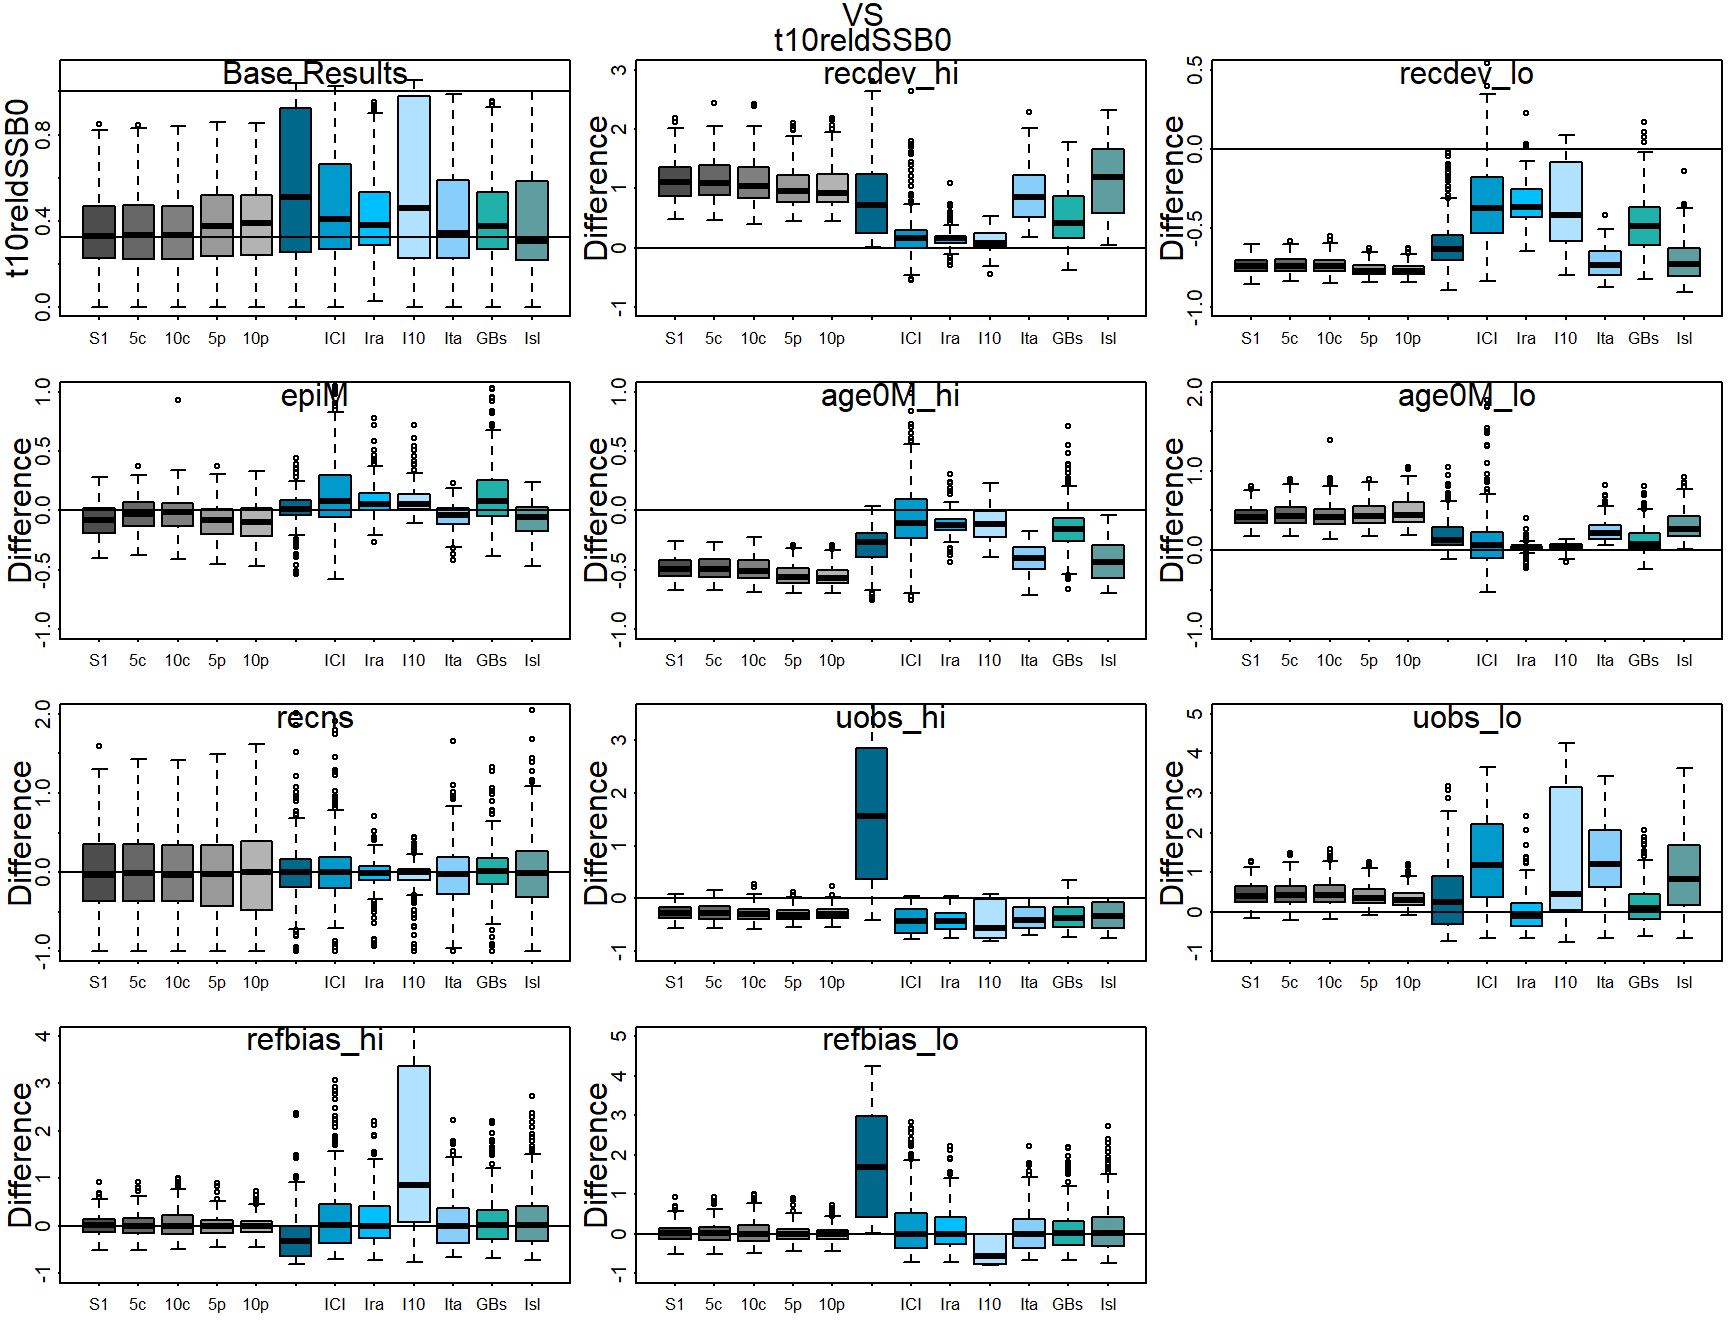 VS
t10reldSSB0
Base Results
t10reldSSB0
0.0 0.4 0.8
S1 5c 10c 5p 10p ICI Ira I10 Ita GBs Isl
recdev_hi
Difference
-1 0 1 2 3
S1 5c 10c 5p 10p ICI Ira I10 Ita GBs Isl
recdev_lo
Difference
-1.0 -0.5 0.0 0.5
S1 5c 10c 5p 10p ICI Ira I10 Ita GBs Isl
epiM
Difference
-1.0 -0.5 0.0 0.5 1.0
S1 5c 10c 5p 10p ICI Ira I10 Ita GBs Isl
age0M_hi
Difference
-1.0 -0.5 0.0 0.5 1.0
S1 5c 10c 5p 10p ICI Ira I10 Ita GBs Isl
age0M_lo
Difference
-1.0 0.0 1.0 2.0
S1 5c 10c 5p 10p ICI Ira I10 Ita GBs Isl
recns
Difference
-1.0 0.0 1.0 2.0
S1 5c 10c 5p 10p ICI Ira I10 Ita GBs Isl
uobs_hi
Difference
-1 0 1 2 3
S1 5c 10c 5p 10p ICI Ira I10 Ita GBs Isl
uobs_lo
Difference
-1 0 1 2 3 4 5
S1 5c 10c 5p 10p ICI Ira I10 Ita GBs Isl
refbias_hi
Difference
-1 0 1 2 3 4
S1 5c 10c 5p 10p ICI Ira I10 Ita GBs Isl
refbias_lo
Difference
-1 0 1 2 3 4 5
S1 5c 10c 5p 10p ICI Ira I10 Ita GBs Isl